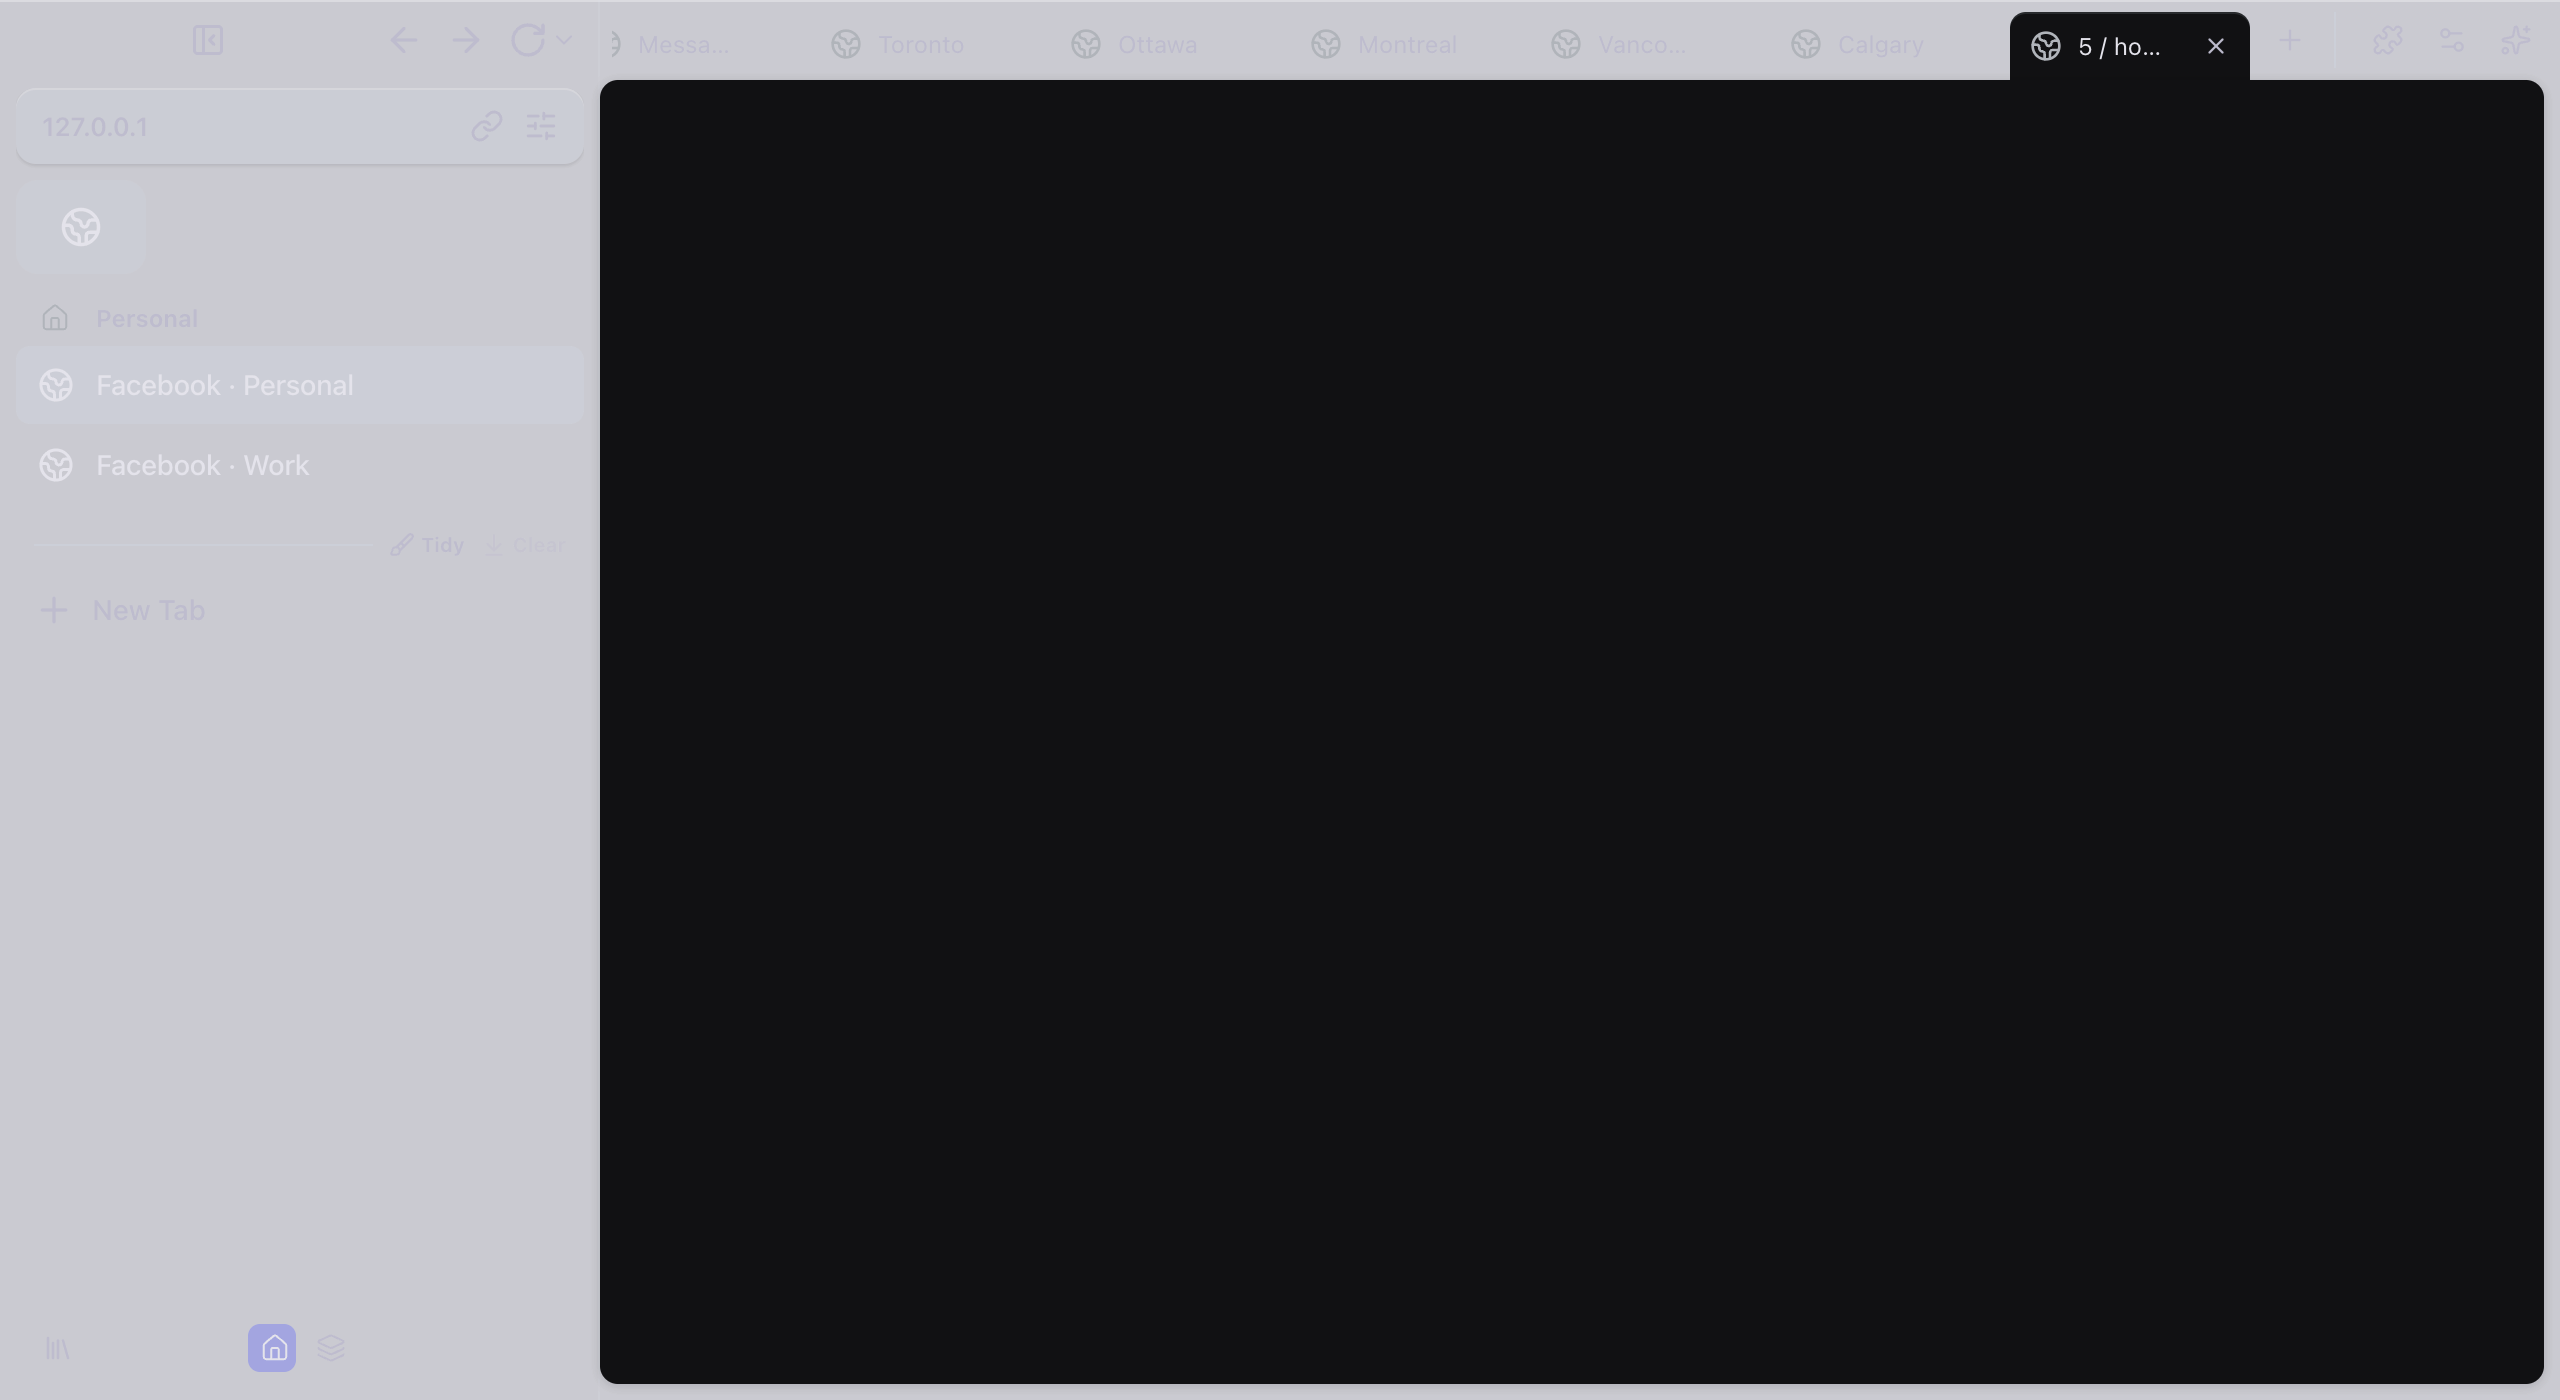 Messa... Toronto Ottawa Montreal Vanco... Calgary 5 / ho...
127.0.0.1
Personal
Facebook · Personal
Facebook · Work
Tidy Clear
New Tab